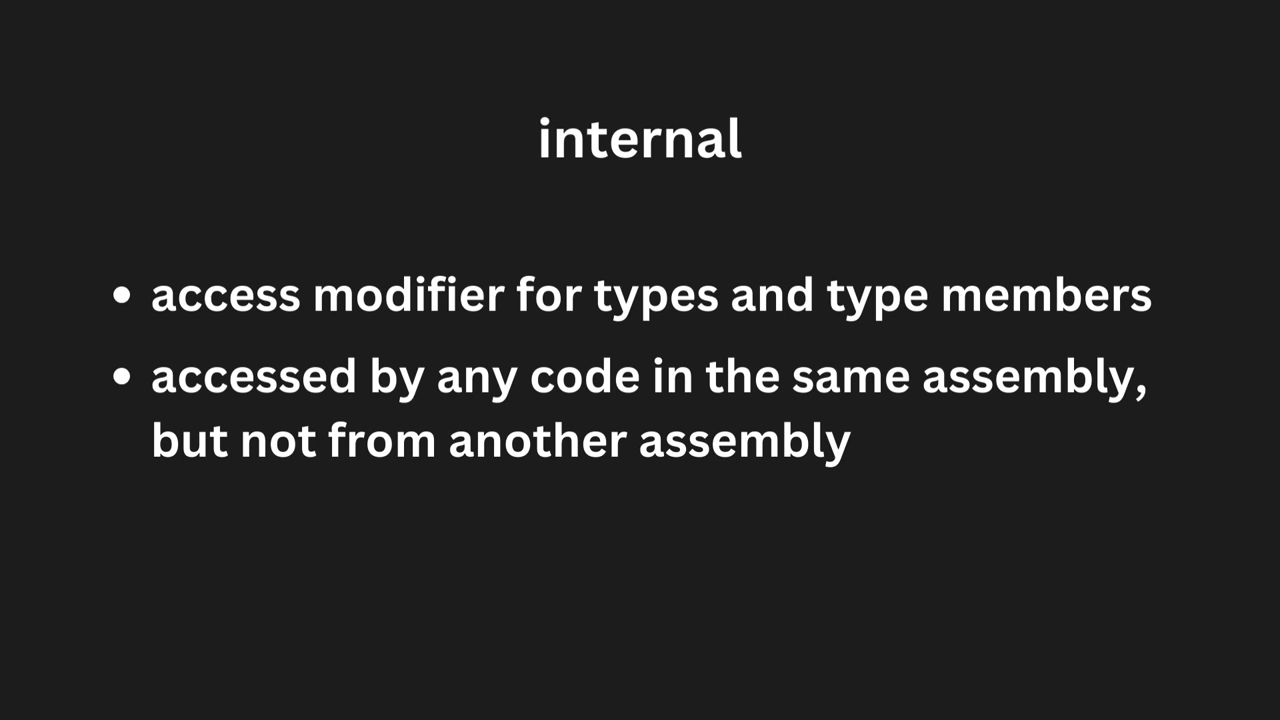 internal
• access modifier for types and type members
• accessed by any code in the same assembly,
but not from another assembly